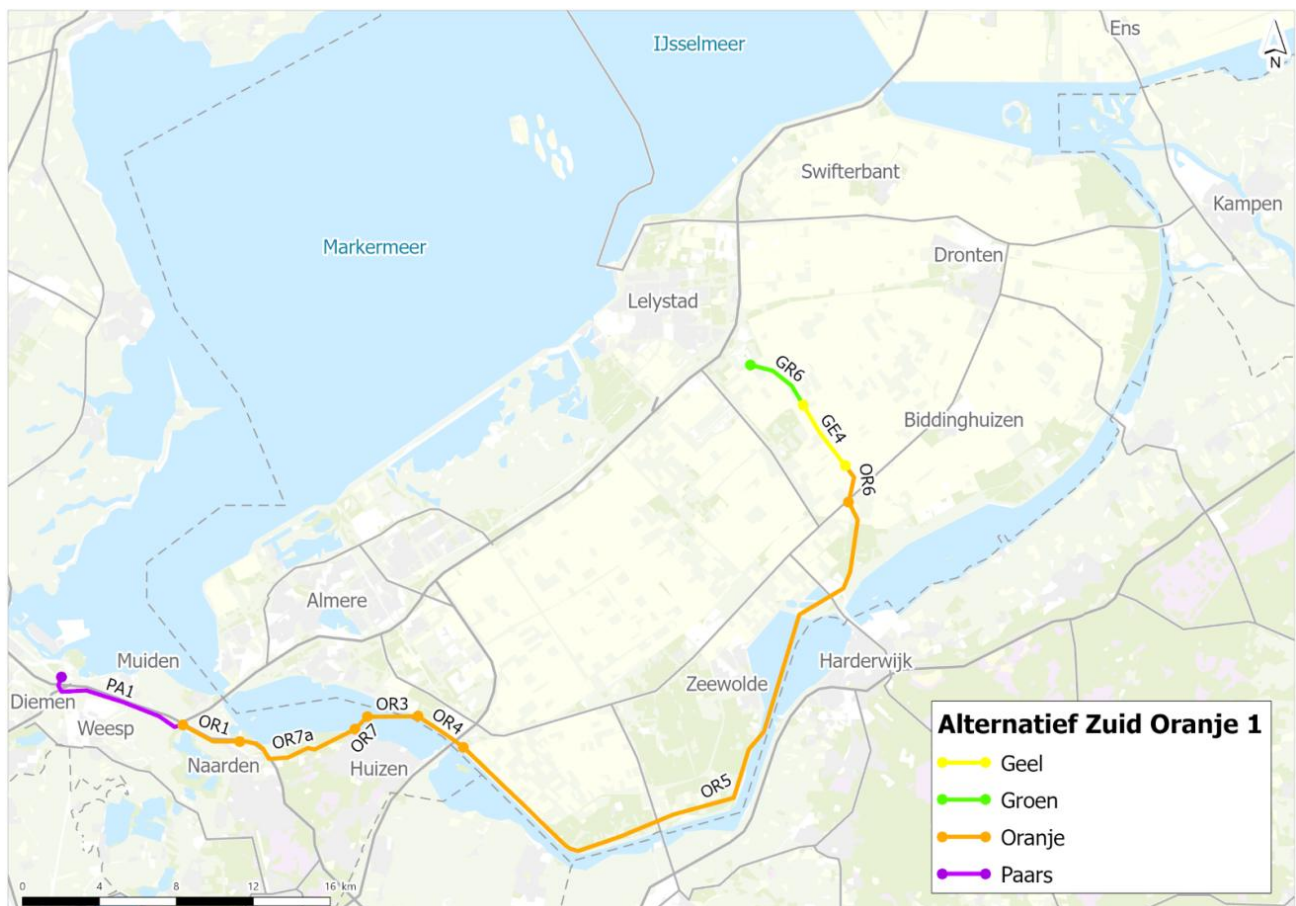 IJsselmeer
Ens
N
Swifterbant
Kampen
Markermeer
Dronten
Lelystad
GR6
GE4
Biddinghuizen
OR6
Almere
Muiden
Harderwijk
PA1
Zeewolde
Diemen
Weesp
OR1
OR3
OR4
OR7a
OR7
Naarden
Huizen
OR5
Alternatief Zuid Oranje 1
Geel
Groen
Oranje
Paars
0 4 8 12 16 km